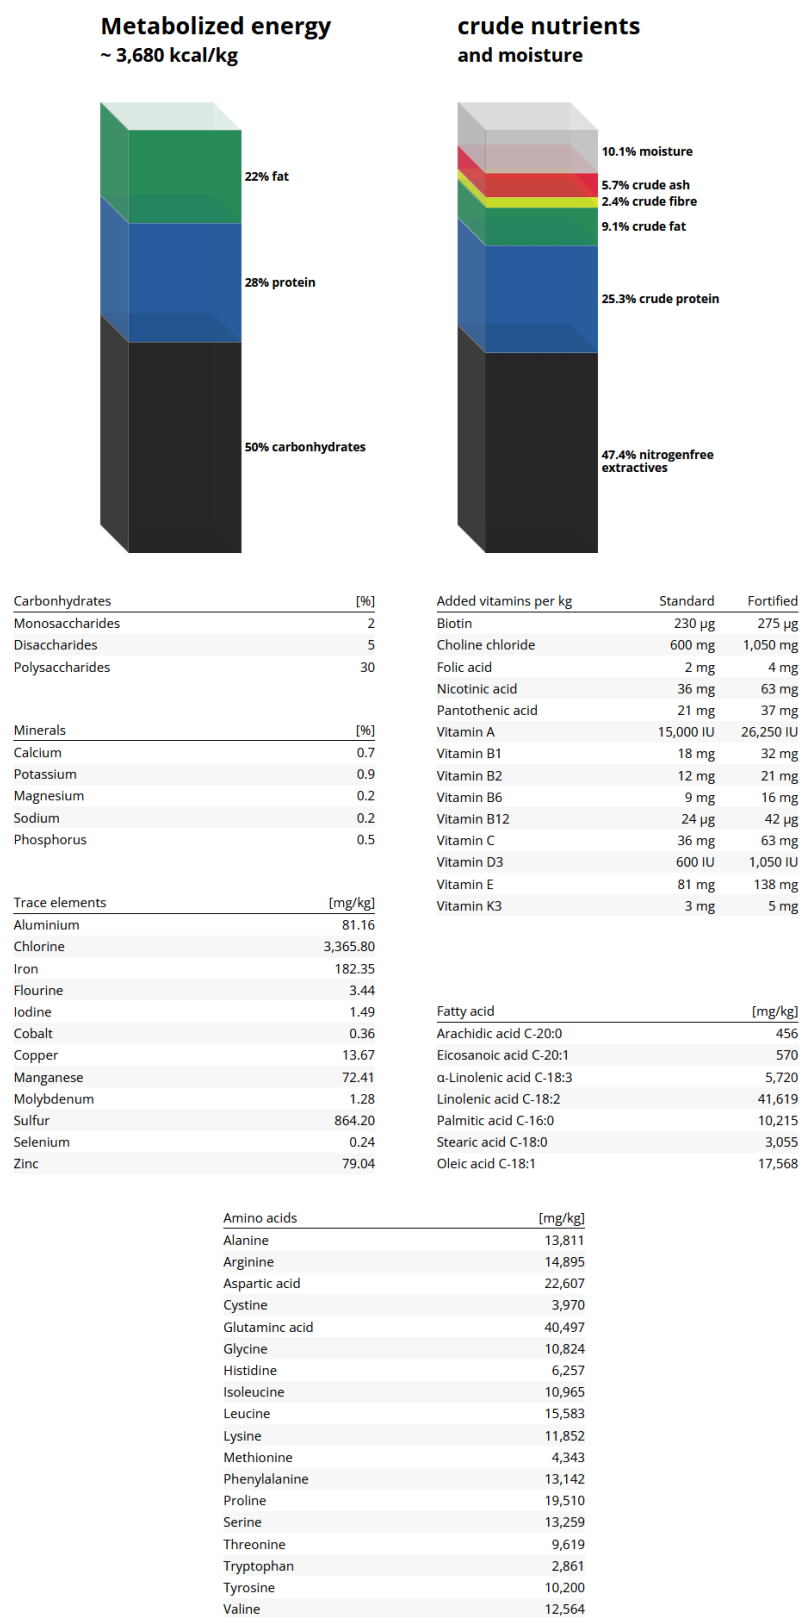 Metabolized energy
~ 3,680 kcal/kg
22% fat
28% protein
50% carbonhydrates
crude nutrients
and moisture
10.1% moisture
5.7% crude ash
2.4% crude fibre
9.1% crude fat
25.3% crude protein
47.4% nitrogenfree
extractives
Carbonhydrates [%]
Monosaccharides 2
Disaccharides 5
Polysaccharides 30
Minerals [%]
Calcium 0.7
Potassium 0.9
Magnesium 0.2
Sodium 0.2
Phosphorus 0.5
Trace elements [mg/kg]
Aluminium 81.16
Chlorine 3,365.80
Iron 182.35
Flourine 3.44
Iodine 1.49
Cobalt 0.36
Copper 13.67
Manganese 72.41
Molybdenum 1.28
Sulfur 864.20
Selenium 0.24
Zinc 79.04
Added vitamins per kg Standard Fortified
Biotin 230 µg 275 µg
Choline chloride 600 mg 1,050 mg
Folic acid 2 mg 4 mg
Nicotinic acid 36 mg 63 mg
Pantothenic acid 21 mg 37 mg
Vitamin A 15,000 IU 26,250 IU
Vitamin B1 18 mg 32 mg
Vitamin B2 12 mg 21 mg
Vitamin B6 9 mg 16 mg
Vitamin B12 24 µg 42 µg
Vitamin C 36 mg 63 mg
Vitamin D3 600 IU 1,050 IU
Vitamin E 81 mg 138 mg
Vitamin K3 3 mg 5 mg
Fatty acid [mg/kg]
Arachidic acid C-20:0 456
Eicosanoic acid C-20:1 570
α-Linolenic acid C-18:3 5,720
Linolenic acid C-18:2 41,619
Palmitic acid C-16:0 10,215
Stearic acid C-18:0 3,055
Oleic acid C-18:1 17,568
Amino acids [mg/kg]
Alanine 13,811
Arginine 14,895
Aspartic acid 22,607
Cystine 3,970
Glutaminc acid 40,497
Glycine 10,824
Histidine 6,257
Isoleucine 10,965
Leucine 15,583
Lysine 11,852
Methionine 4,343
Phenylalanine 13,142
Proline 19,510
Serine 13,259
Threonine 9,619
Tryptophan 2,861
Tyrosine 10,200
Valine 12,564